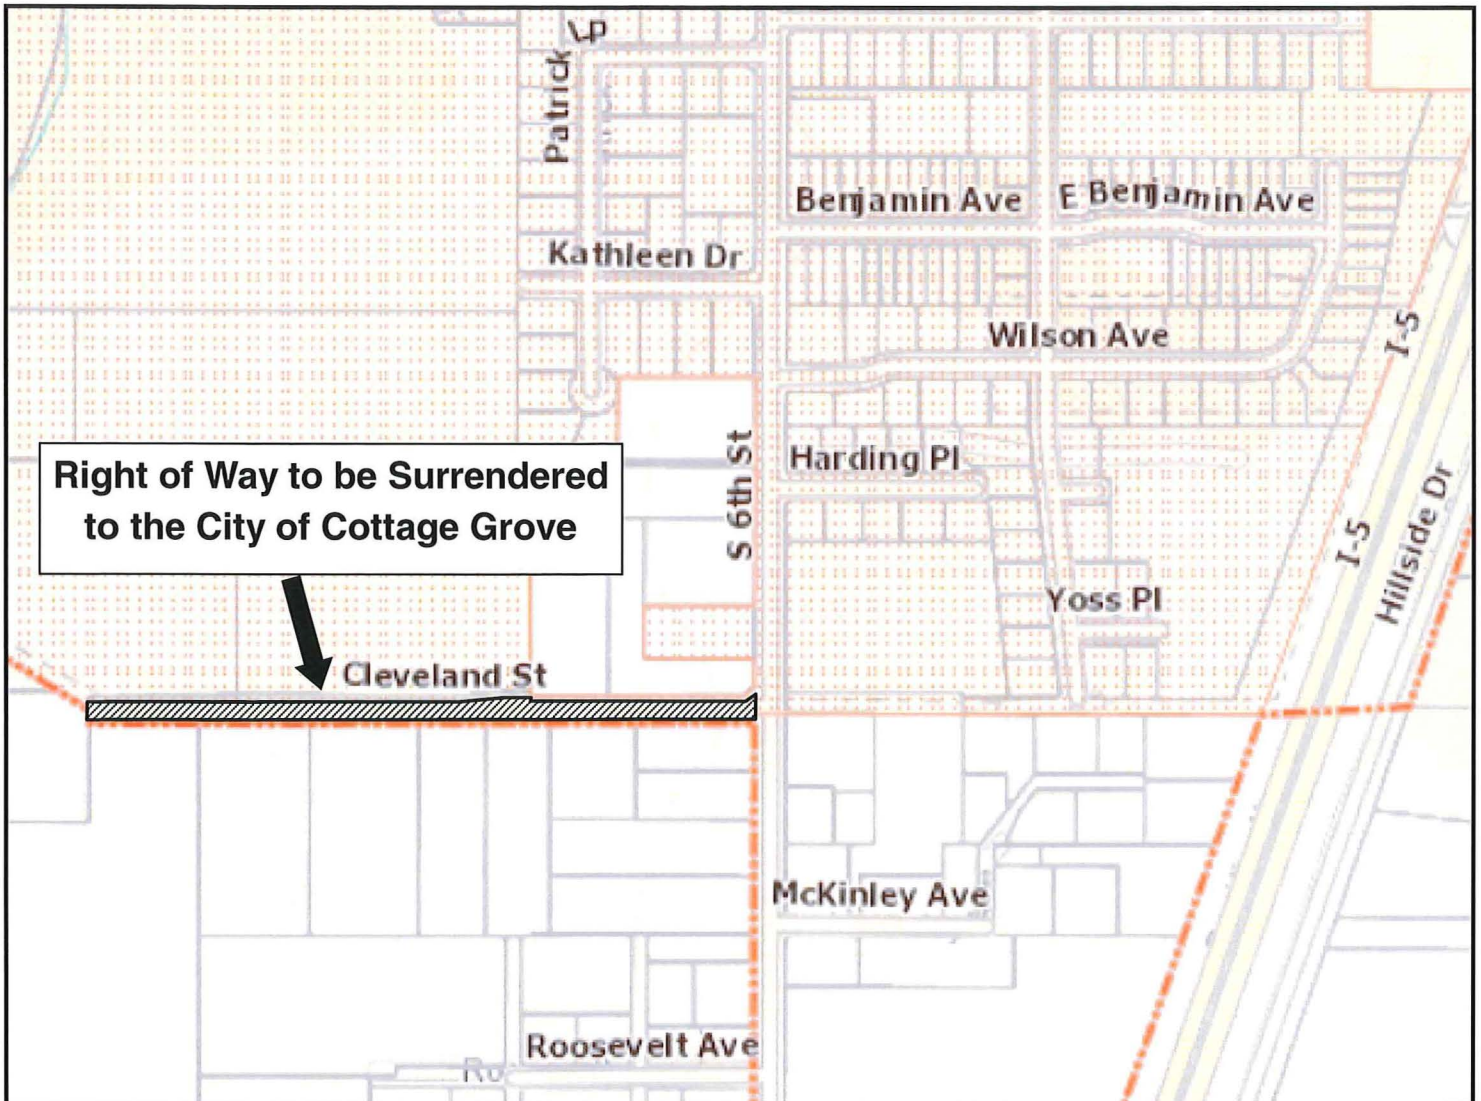 Lp
Patrick
Benjamin Ave
E Benjamin Ave
Kathleen Dr
Wilson Ave
I-5
Right of Way to be Surrendered
to the City of Cottage Grove
S 6th St
Harding Pl
I-5
Hillside Dr
Yoss Pl
Cleveland St
McKinley Ave
Roosevelt Ave
Ro